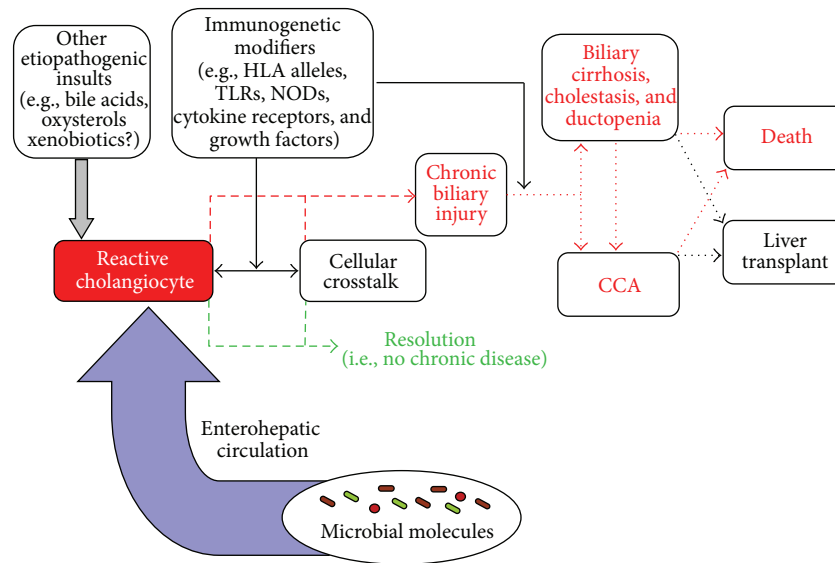 Other
etiopathogenic
insults
(e.g., bile acids,
oxysterols
xenobiotics?)
Immunogenetic
modifiers
(e.g., HLA alleles,
TLRs, NODs,
cytokine receptors, and
growth factors)
Biliary
cirrhosis,
cholestasis, and
ductopenia
Death
Chronic
biliary
injury
Liver
transplant
Reactive
cholangiocyte
Cellular
crosstalk
CCA
Resolution
(i.e., no chronic disease)
Enterohepatic
circulation
Microbial molecules